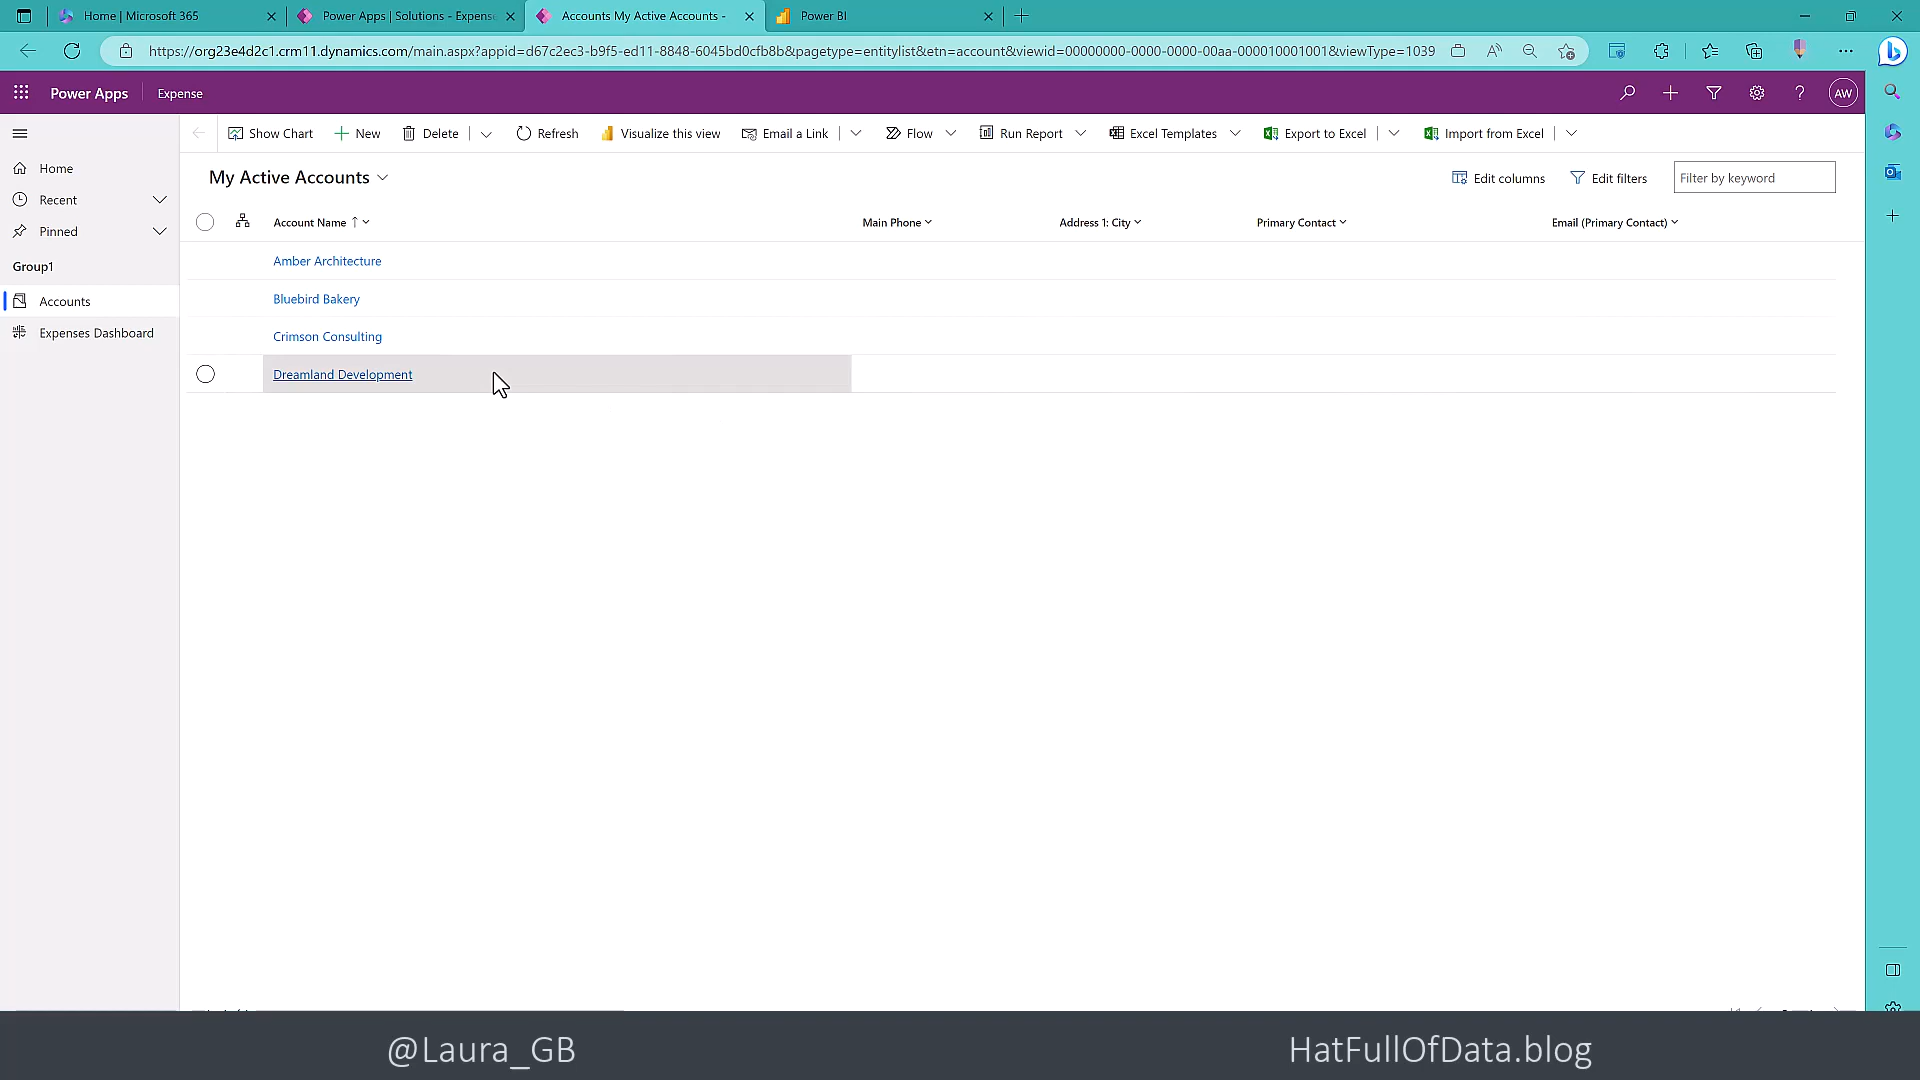 Home | Microsoft 365
Power Apps | Solutions - Expense
Accounts My Active Accounts -
Power BI
https://org23e4d2c1.crm11.dynamics.com/main.aspx?appid=d67c2ec3-b9f5-ed11-8848-6045bd0cfb8b&pagetype=entitylist&etn=account&viewid=00000000-0000-0000-00aa-000010001001&viewType=1039
Power Apps
Expense
AW
Show Chart
New
Delete
Refresh
Visualize this view
Email a Link
Flow
Run Report
Excel Templates
Export to Excel
Import from Excel
Home
Recent
Pinned
Group1
Accounts
Expenses Dashboard
My Active Accounts
Edit columns
Edit filters
Filter by keyword
Account Name
Main Phone
Address 1: City
Primary Contact
Email (Primary Contact)
Amber Architecture
Bluebird Bakery
Crimson Consulting
Dreamland Development
@Laura_GB
HatFullOfData.blog